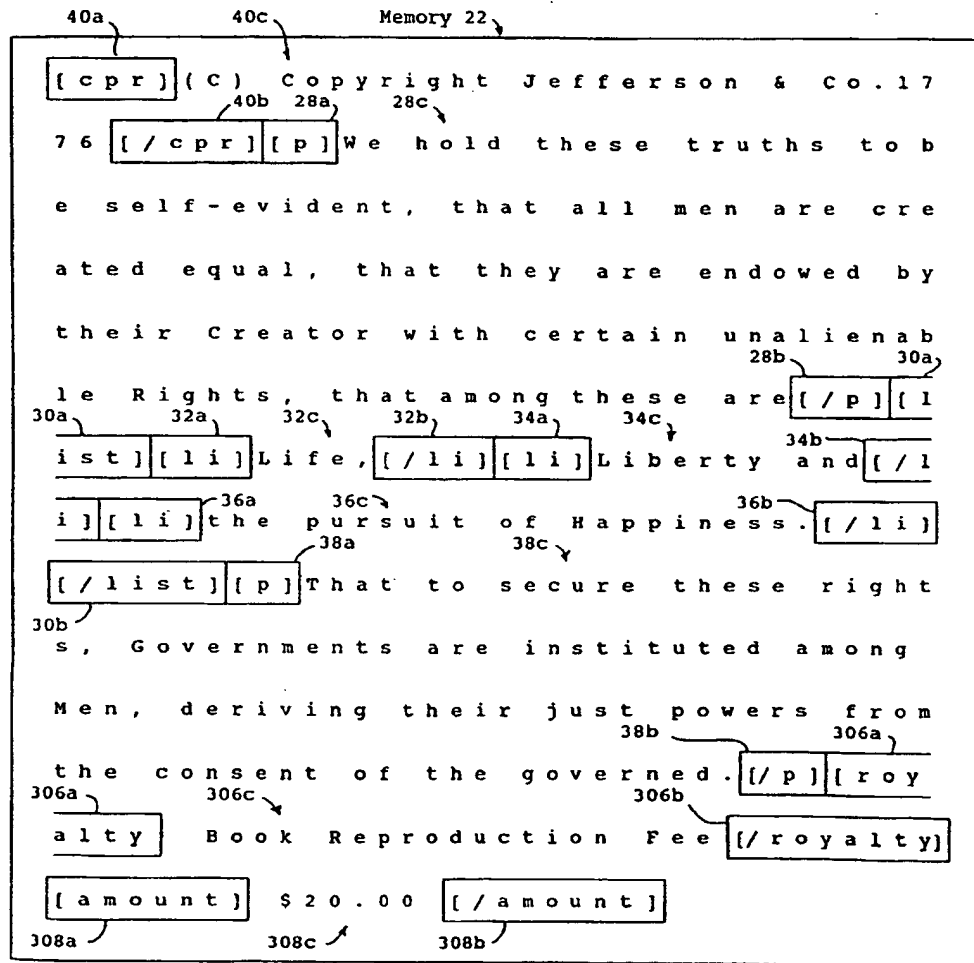 40a 40c Memory 22
[cpr](C) Copyright Jefferson & Co.17
40b 28a 28c
76 [/cpr][p]We hold these truths to b
e self-evident, that all men are cre
ated equal, that they are endowed by
their Creator with certain unalienab
28b 30a
le Rights, that among these are[/p][l
30a 32a 32c 32b 34a 34c 34b
ist][li]Life,[/li][li]Liberty and[/l
36a 36c 36b
i][li]the pursuit of Happiness.[/li]
38a 38c
[/list][p]That to secure these right
30b
s, Governments are instituted among
Men, deriving their just powers from
38b 306a
the consent of the governed.[/p][roy
306a 306c 306b
alty Book Reproduction Fee[/royalty]
[amount] $20.00 [/amount]
308a 308c 308b